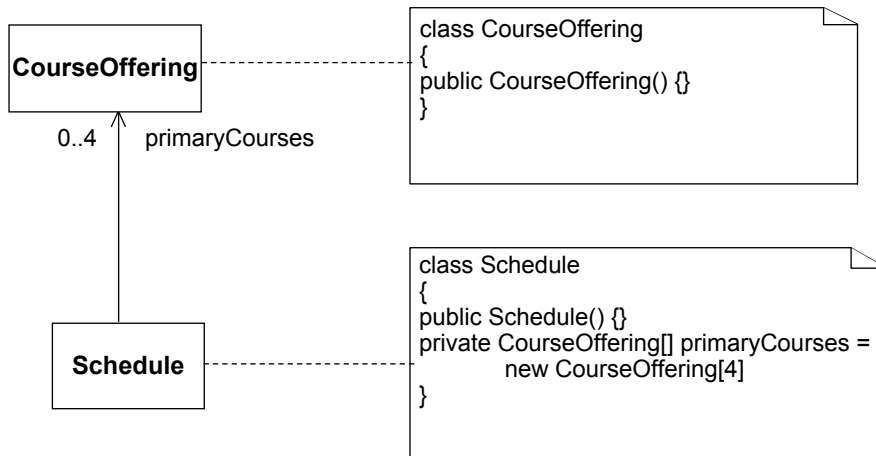 CourseOffering
class CourseOffering
{
public CourseOffering() {}
}
0..4 primaryCourses
Schedule
class Schedule
{
public Schedule() {}
private CourseOffering[] primaryCourses =
new CourseOffering[4]
}